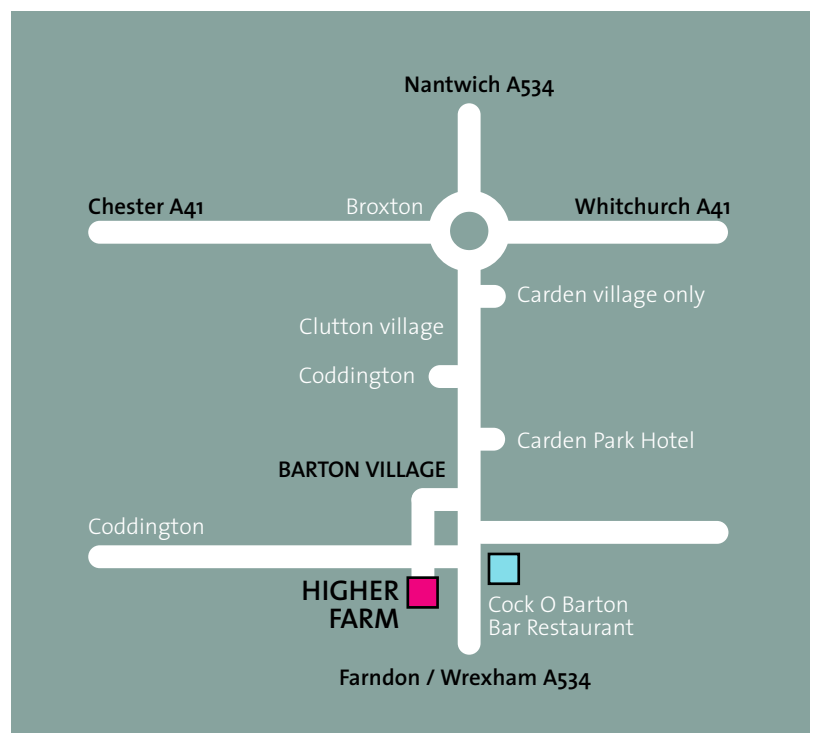 Nantwich A534
Chester A41
Broxton
Whitchurch A41
Carden village only
Clutton village
Coddington
Carden Park Hotel
BARTON VILLAGE
Coddington
HIGHER
FARM
Cock O Barton
Bar Restaurant
Farndon / Wrexham A534